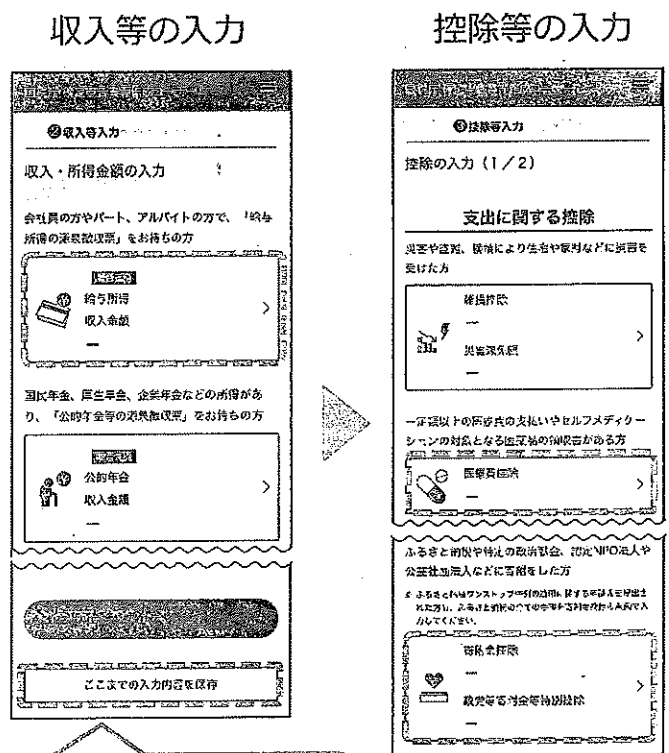 収入等の入力
❷収入等入力
収入・所得金額の入力
会社員の方やパート、アルバイトの方で、「給与
所得の源泉徴収票」をお持ちの方
給与所得
収入金額
―
国民年金、厚生年金、企業年金などの所得があ
り、「公的年金等の源泉徴収票」をお持ちの方
公的年金
収入金額
―
ここまでの入力内容を保存
控除等の入力
❸控除等入力
控除の入力（1／2）
支出に関する控除
災害や盗難、横領により住宅や家財などに損害を
受けた方
雑損控除
―
災害減免額
―
一定額以上の医療費の支払いやセルフメディケー
ションの対象となる医薬品の領収書がある方
医療費控除
―
ふるさと納税や特定の政治献金、認定NPO法人や
公益社団法人などに寄附をした方
寄附金控除
―
政党等寄附金等特別控除
―